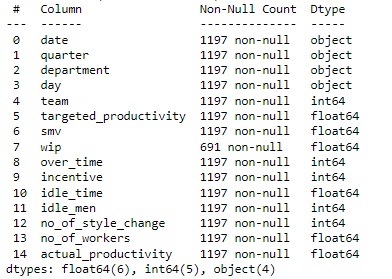 #   Column                 Non-Null Count  Dtype
---  ------                 --------------  -----
 0   date                   1197 non-null   object
 1   quarter                1197 non-null   object
 2   department             1197 non-null   object
 3   day                    1197 non-null   object
 4   team                   1197 non-null   int64
 5   targeted_productivity  1197 non-null   float64
 6   smv                    1197 non-null   float64
 7   wip                    691 non-null    float64
 8   over_time              1197 non-null   int64
 9   incentive              1197 non-null   int64
 10  idle_time              1197 non-null   float64
 11  idle_men               1197 non-null   int64
 12  no_of_style_change     1197 non-null   int64
 13  no_of_workers          1197 non-null   float64
 14  actual_productivity    1197 non-null   float64
dtypes: float64(6), int64(5), object(4)